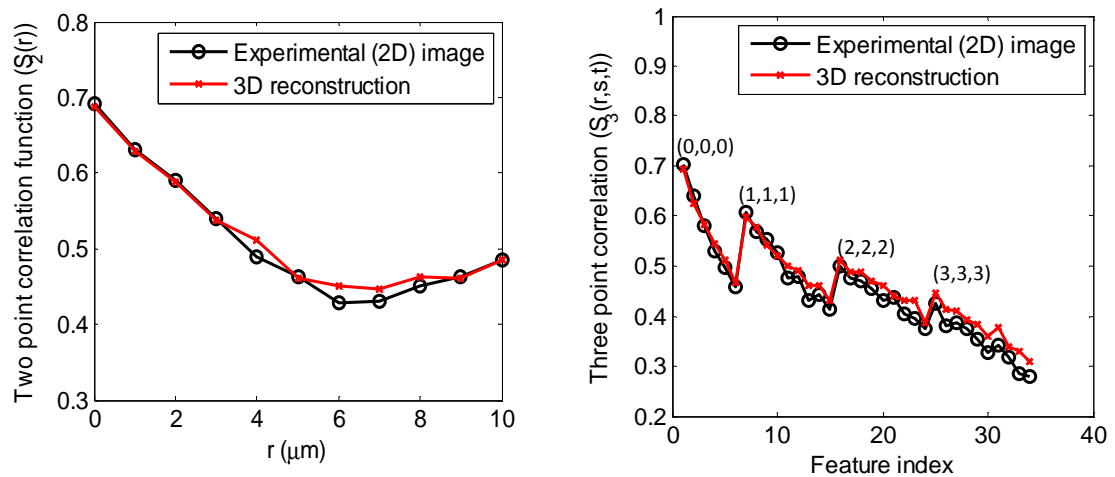 Two point correlation function (S2(r))
0.8
0.7
0.6
0.5
0.4
0.3
Experimental (2D) image
3D reconstruction
0 2 4 6 8 10
r (μm)
Three point correlation (S3(r,s,t))
1
0.9
0.8
0.7
0.6
0.5
0.4
0.3
0.2
Experimental (2D) image
3D reconstruction
(0,0,0)
(1,1,1)
(2,2,2)
(3,3,3)
0 10 20 30 40
Feature index